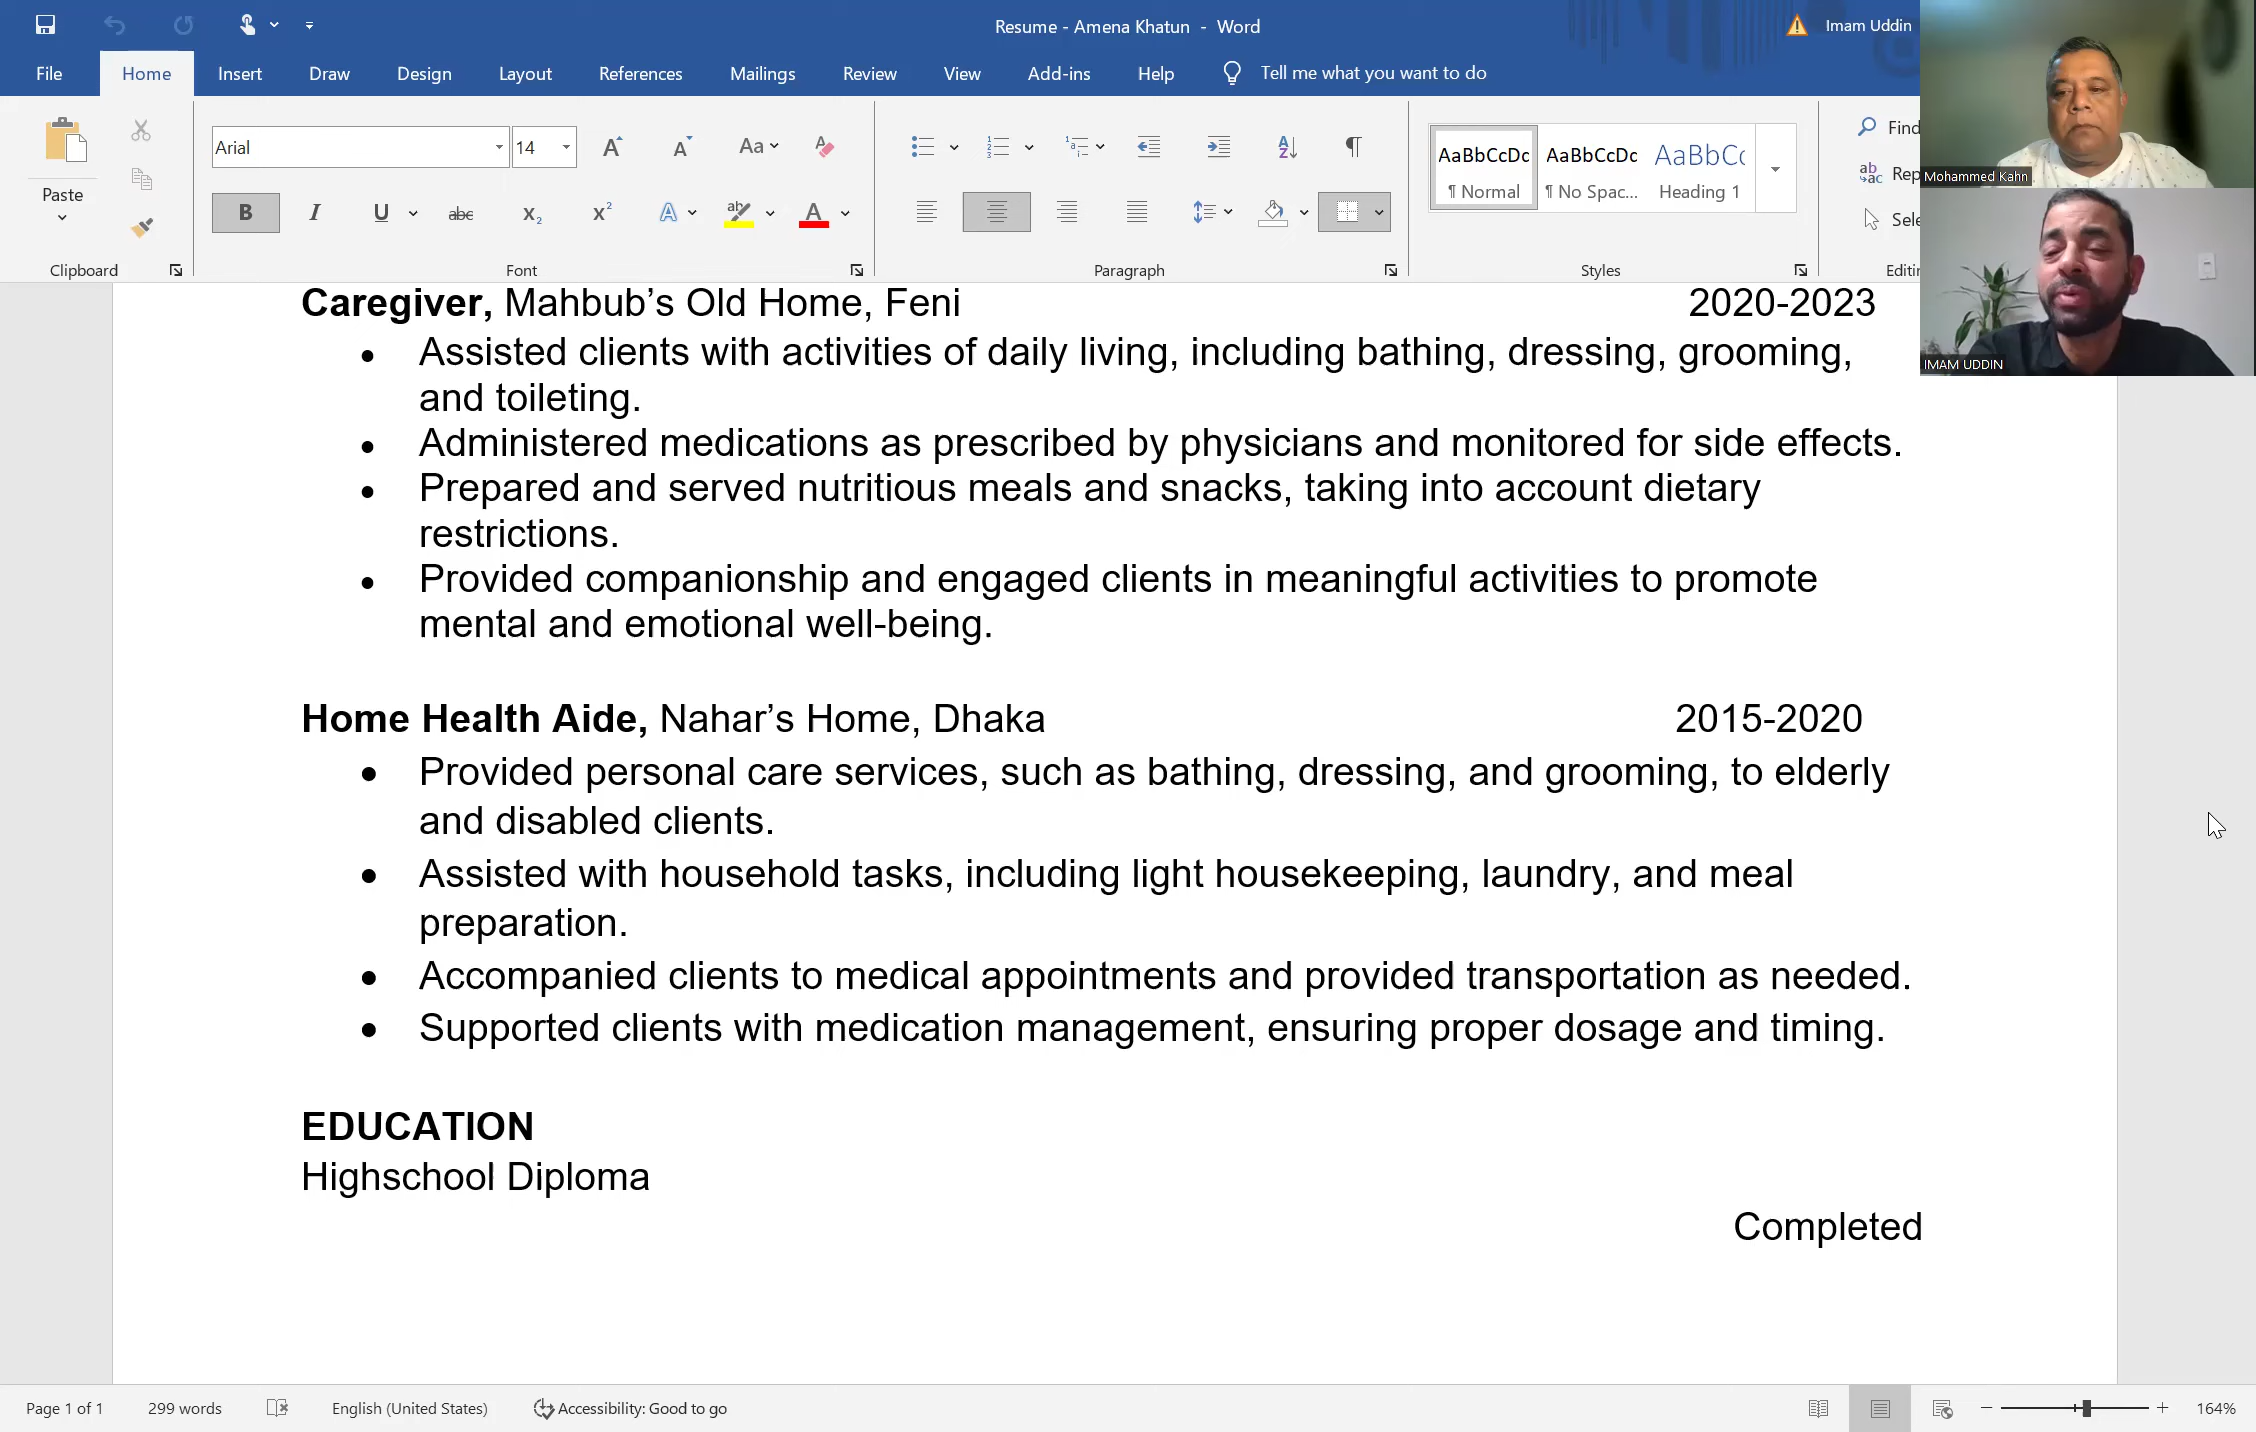 Resume - Amena Khatun - Word
Imam Uddin
File Home Insert Draw Design Layout References Mailings Review View Add-ins Help Tell me what you want to do
Paste
Clipboard
Arial 14
Aa
B I U abc x₂ x² A ab A
Font
Paragraph
AaBbCcDc AaBbCcDc AaBbCc
¶ Normal ¶ No Spac... Heading 1
Styles
Find
Rep
Sele
Editin
Mohammed Kahn
IMAM UDDIN
Caregiver, Mahbub’s Old Home, Feni 2020-2023
• Assisted clients with activities of daily living, including bathing, dressing, grooming,
and toileting.
• Administered medications as prescribed by physicians and monitored for side effects.
• Prepared and served nutritious meals and snacks, taking into account dietary
restrictions.
• Provided companionship and engaged clients in meaningful activities to promote
mental and emotional well-being.
Home Health Aide, Nahar’s Home, Dhaka 2015-2020
• Provided personal care services, such as bathing, dressing, and grooming, to elderly
and disabled clients.
• Assisted with household tasks, including light housekeeping, laundry, and meal
preparation.
• Accompanied clients to medical appointments and provided transportation as needed.
• Supported clients with medication management, ensuring proper dosage and timing.
EDUCATION
Highschool Diploma
Completed
Page 1 of 1 299 words English (United States) Accessibility: Good to go 164%